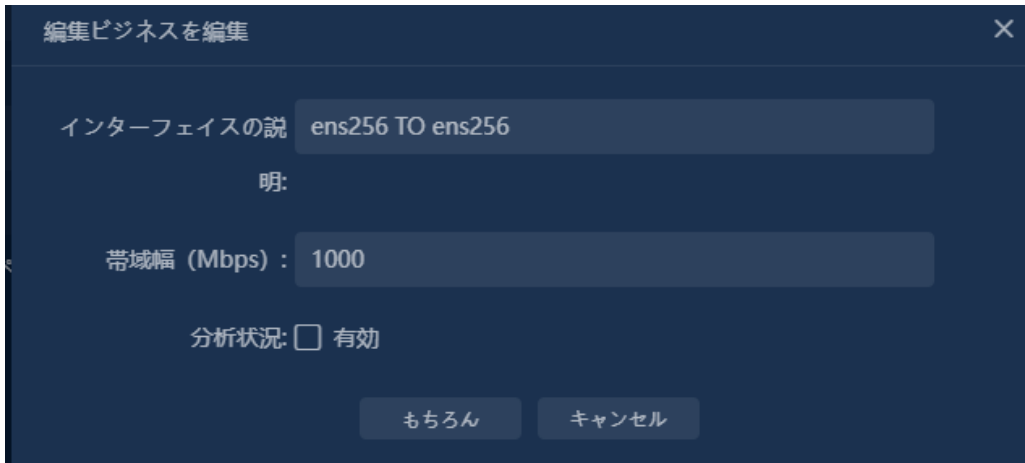 編集ビジネスを編集
インターフェイスの説 ens256 TO ens256
明:
帯域幅（Mbps）: 1000
分析状況: 有効
もちろん キャンセル